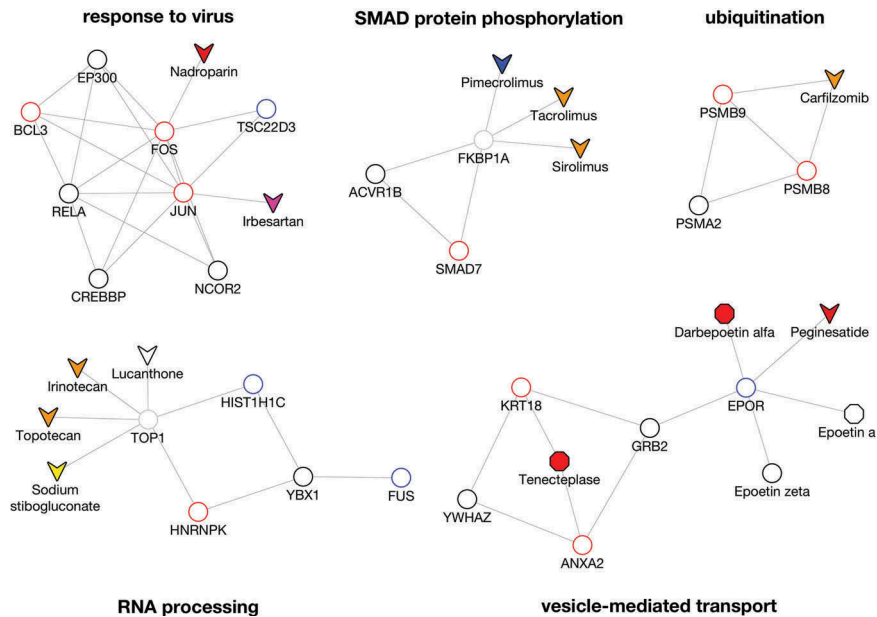 response to virus
SMAD protein phosphorylation
ubiquitination
EP300
Nadroparin
BCL3
FOS
TSC22D3
RELA
JUN
Irbesartan
CREBBP
NCOR2
Pimecrolimus
Tacrolimus
FKBP1A
Sirolimus
ACVR1B
SMAD7
PSMB9
Carfilzomib
PSMB8
PSMA2
Lucanthone
Irinotecan
HIST1H1C
Topotecan
TOP1
Sodium
stibogluconate
YBX1
FUS
HNRNPK
Darbepoetin alfa
Peginesatide
KRT18
EPOR
GRB2
Epoetin a
Tenecteplase
Epoetin zeta
YWHAZ
ANXA2
RNA processing
vesicle-mediated transport